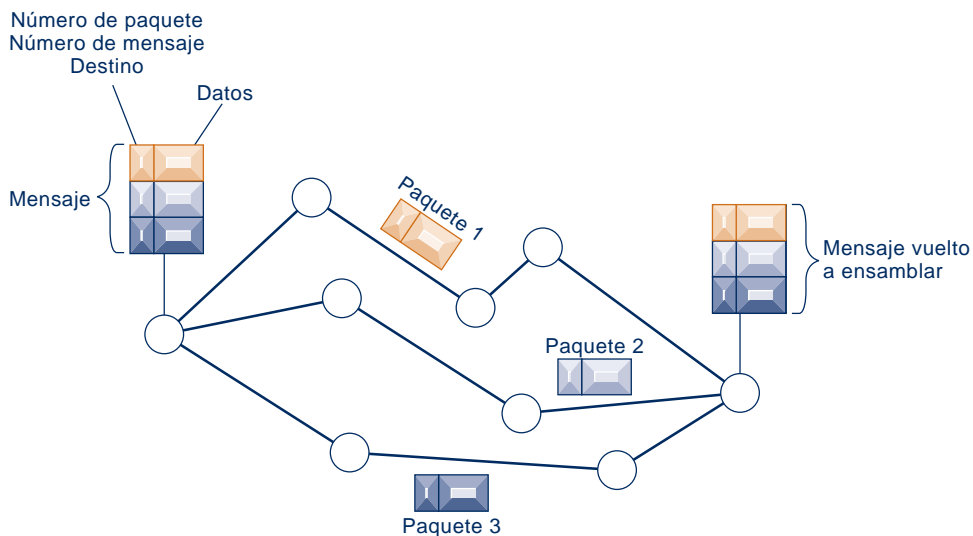 Número de paquete
Número de mensaje
Destino
Datos
Mensaje
Paquete 1
Mensaje vuelto
a ensamblar
Paquete 2
Paquete 3